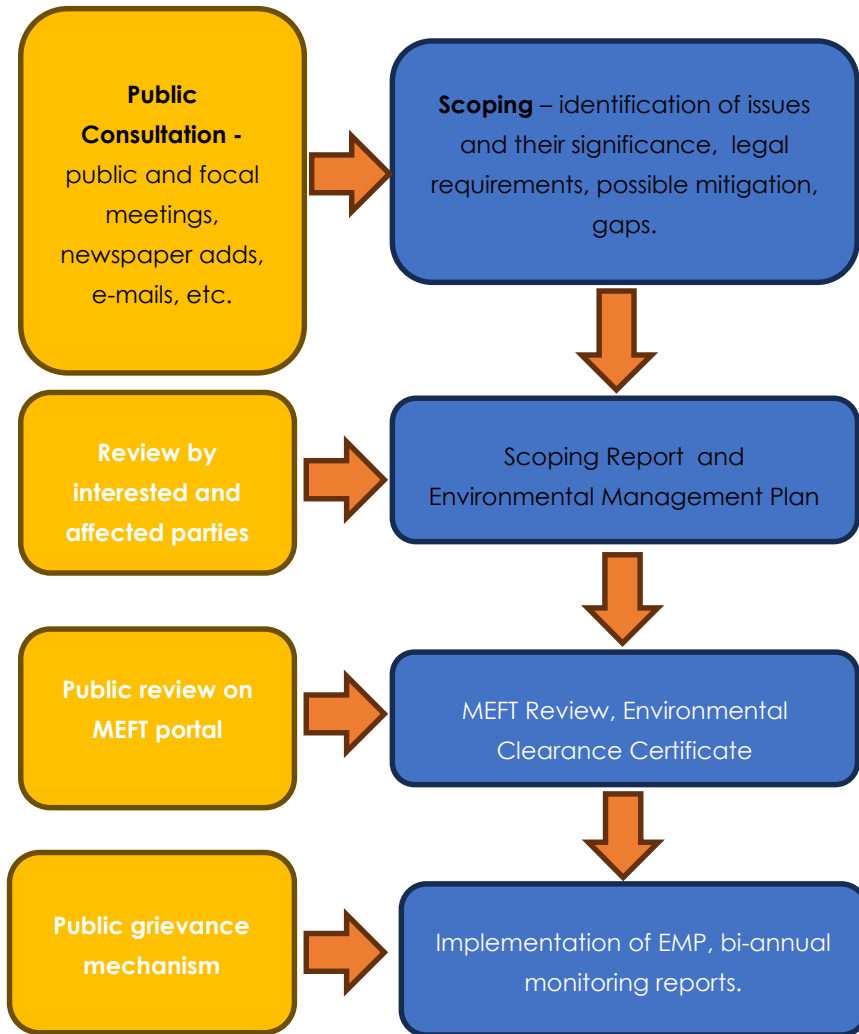 Public
Consultation -
public and focal
meetings,
newspaper adds,
e-mails, etc.
Scoping – identification of issues
and their significance,  legal
requirements, possible mitigation,
gaps.
Review by
interested and
affected parties
Scoping Report  and
Environmental Management Plan
Public review on
MEFT portal
MEFT Review, Environmental
Clearance Certificate
Public grievance
mechanism
Implementation of EMP, bi-annual
monitoring reports.